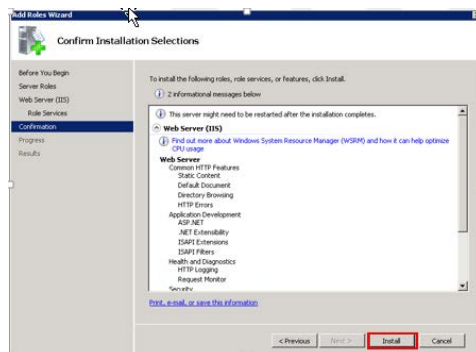 Add Roles Wizard
Confirm Installation Selections
Before You Begin
Server Roles
Web Server (IIS)
Role Services
Confirmation
Progress
Results
To install the following roles, role services, or features, click Install.
2 informational messages below
This server might need to be restarted after the installation completes.
Web Server (IIS)
Find out more about Windows System Resource Manager (WSRM) and how it can help optimize
CPU usage
Web Server
Common HTTP Features
Static Content
Default Document
Directory Browsing
HTTP Errors
Application Development
ASP.NET
.NET Extensibility
ISAPI Extensions
ISAPI Filters
Health and Diagnostics
HTTP Logging
Request Monitor
Security
Print, e-mail, or save this information
< Previous
Next >
Install
Cancel